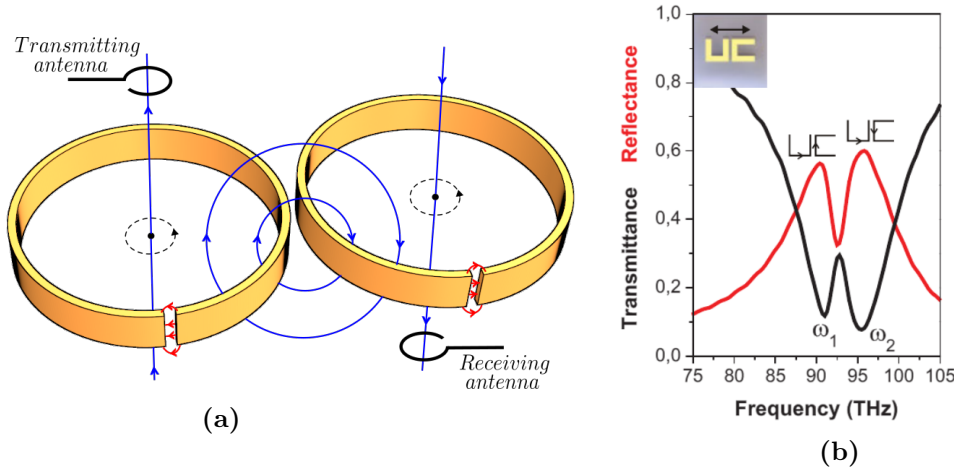 Transmitting
antenna
Receiving
antenna
(a)
Transmittance
Reflectance
1,0
0,8
0,6
0,4
0,2
0,0
ω1
ω2
75 80 85 90 95 100 105
Frequency (THz)
(b)